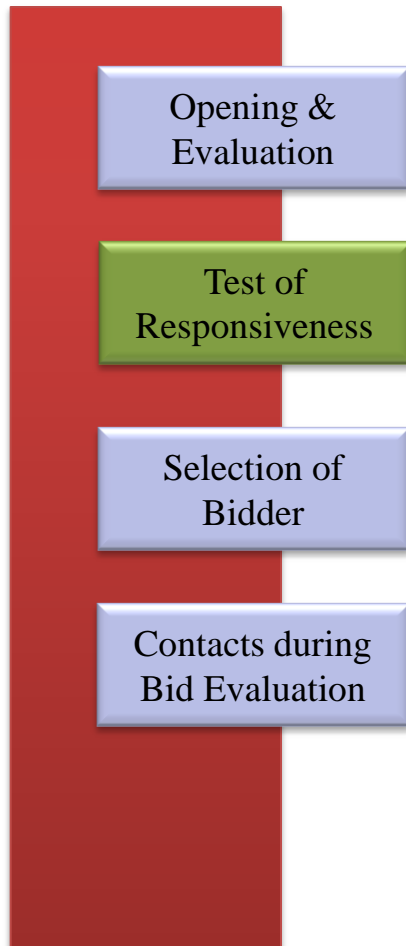 Opening &
Evaluation
Test of
Responsiveness
Selection of
Bidder
Contacts during
Bid Evaluation